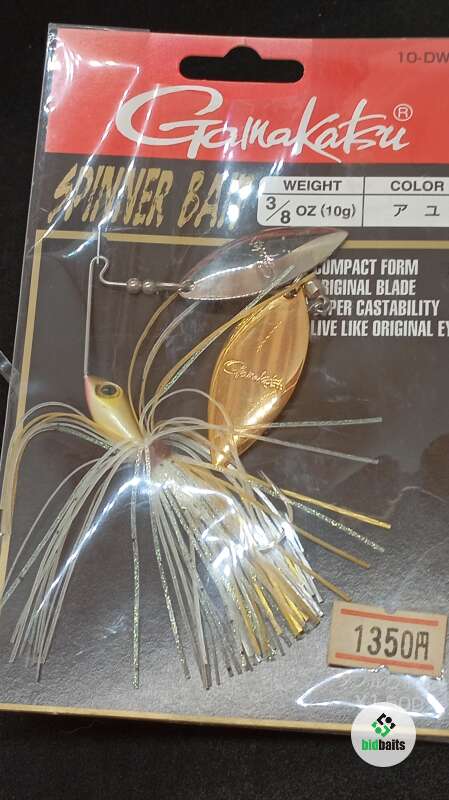 10-DW
Gamakatsu®
SPINNER BAIT
WEIGHT COLOR
3/8 OZ (10g) アユ
COMPACT FORM
ORIGINAL BLADE
SUPER CASTABILITY
LIVE LIKE ORIGINAL EY
Gamakatsu
1350円
bidbaits